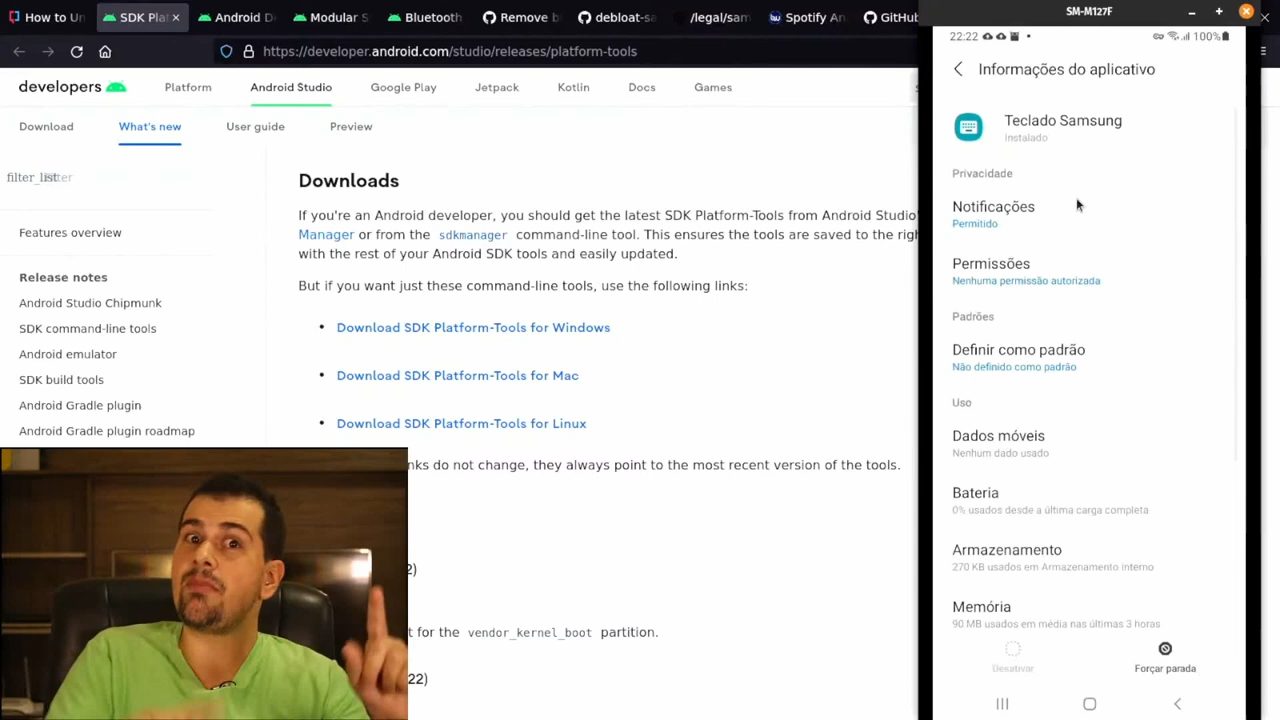 How to Un
SDK Plat
Android D
Modular S
Bluetooth
Remove b
debloat-sa
/legal/sam
Spotify An
GitHub
SM-M127F
https://developer.android.com/studio/releases/platform-tools
developers
Platform
Android Studio
Google Play
Jetpack
Kotlin
Docs
Games
Download
What's new
User guide
Preview
filter_list
Features overview
Release notes
Android Studio Chipmunk
SDK command-line tools
Android emulator
SDK build tools
Android Gradle plugin
Android Gradle plugin roadmap
Downloads
If you're an Android developer, you should get the latest SDK Platform-Tools from Android Studio'
Manager or from the sdkmanager command-line tool. This ensures the tools are saved to the righ
with the rest of your Android SDK tools and easily updated.
But if you want just these command-line tools, use the following links:
• Download SDK Platform-Tools for Windows
• Download SDK Platform-Tools for Mac
• Download SDK Platform-Tools for Linux
nks do not change, they always point to the most recent version of the tools.
2)
t for the vendor_kernel_boot partition.
22)
22:22
100%
Informações do aplicativo
Teclado Samsung
Instalado
Privacidade
Notificações
Permitido
Permissões
Nenhuma permissão autorizada
Padrões
Definir como padrão
Não definido como padrão
Uso
Dados móveis
Nenhum dado usado
Bateria
0% usados desde a última carga completa
Armazenamento
270 KB usados em Armazenamento interno
Memória
90 MB usados em média nas últimas 3 horas
Desativar
Forçar parada